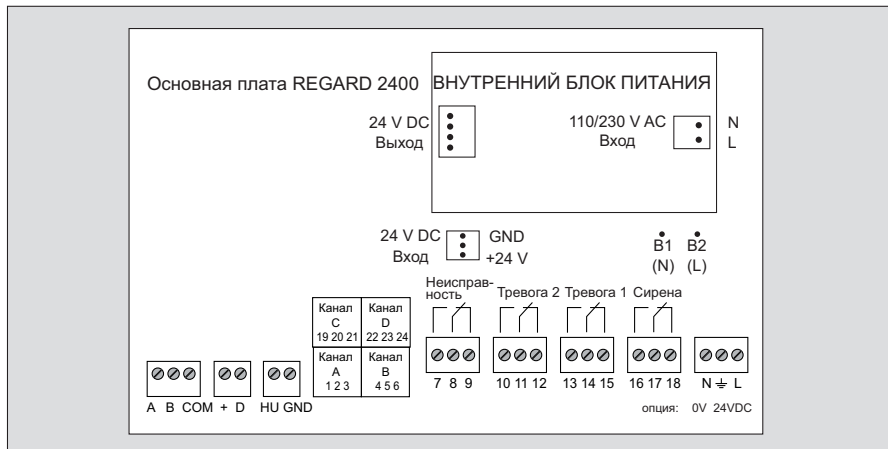 Основная плата REGARD 2400
ВНУТРЕННИЙ БЛОК ПИТАНИЯ
24 V DC
Выход
110/230 V AC
Вход
N
L
24 V DC
Вход
GND
+24 V
B1
(N)
B2
(L)
Неисправ-
ность
Тревога 2
Тревога 1
Сирена
Канал
C
19 20 21
Канал
D
22 23 24
Канал
A
1 2 3
Канал
B
4 5 6
7 8 9
10 11 12
13 14 15
16 17 18
N L
A B COM + D HU GND
опция: 0V 24VDC